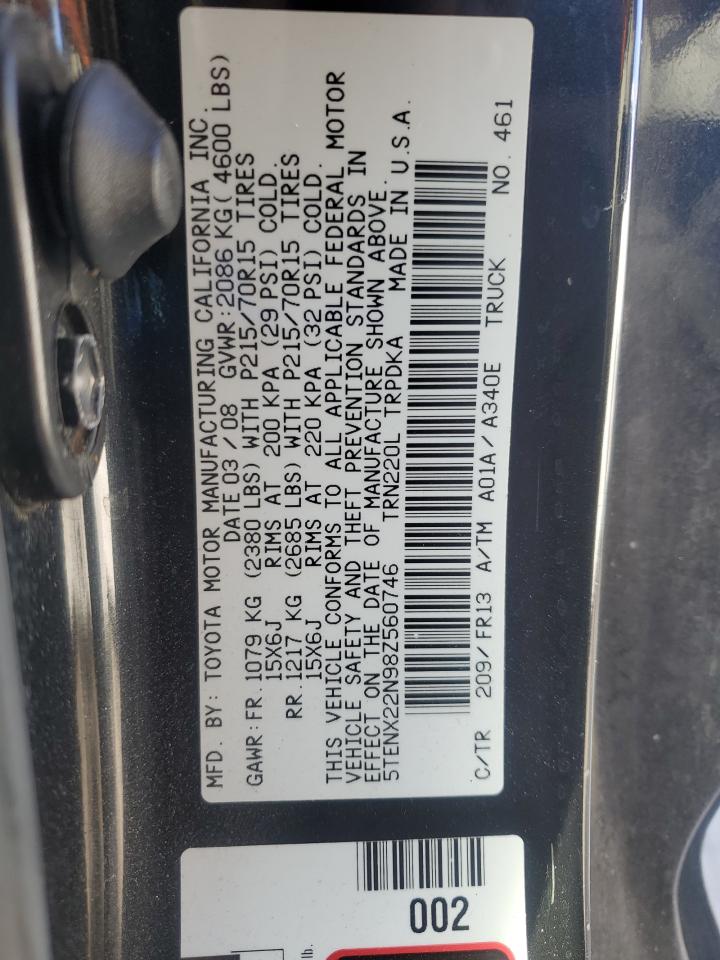 MFD. BY: TOYOTA MOTOR MANUFACTURING CALIFORNIA INC.
DATE 03 / 08 GVWR:2086 KG( 4600 LBS)
GAWR:FR. 1079 KG (2380 LBS) WITH P215/70R15 TIRES
15X6J RIMS AT 200 KPA (29 PSI) COLD.
RR. 1217 KG (2685 LBS) WITH P215/70R15 TIRES
15X6J RIMS AT 220 KPA (32 PSI) COLD.
THIS VEHICLE CONFORMS TO ALL APPLICABLE FEDERAL MOTOR
VEHICLE SAFETY AND THEFT PREVENTION STANDARDS IN
EFFECT ON THE DATE OF MANUFACTURE SHOWN ABOVE.
5TENX22N98Z560746 TRN220L TRPDKA MADE IN U.S.A.
C/TR 209/FR13 A/TM A01A/A340E TRUCK NO. 461
002
lb.